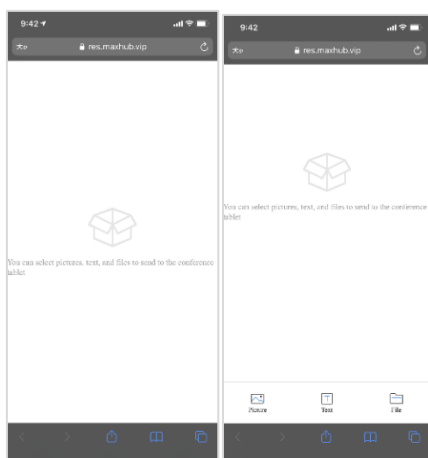 9:42
res.maxhub.vip
You can select pictures, text, and files to send to the conference
tablet
9:42
res.maxhub.vip
You can select pictures, text, and files to send to the conference
tablet
Picture Text File